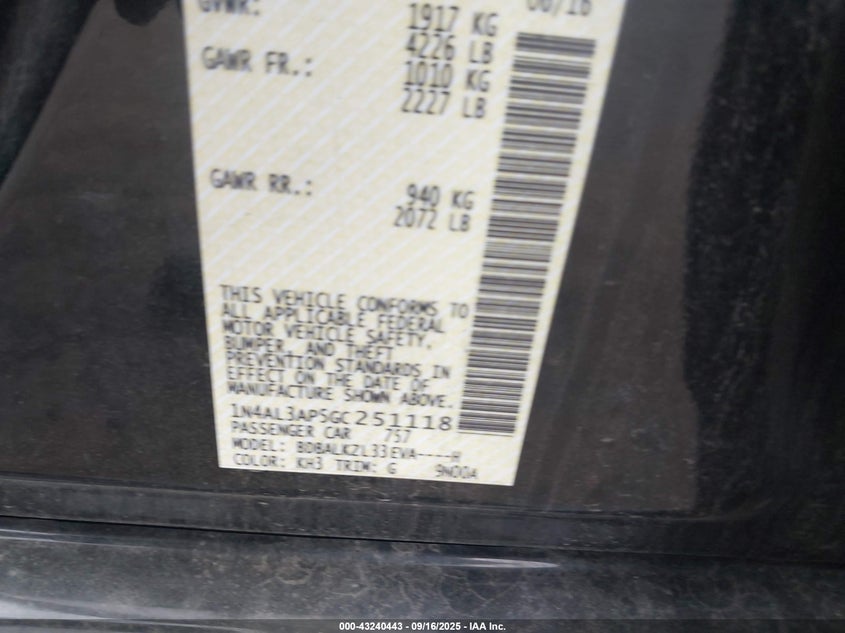 GVWR: 06/16
1917 KG
4226 LB
GAWR FR.: 1010 KG
2227 LB
GAWR RR.: 940 KG
2072 LB
THIS VEHICLE CONFORMS TO
ALL APPLICABLE FEDERAL
MOTOR VEHICLE SAFETY,
BUMPER, AND THEFT
PREVENTION STANDARDS IN
EFFECT ON THE DATE OF
MANUFACTURE SHOWN ABOVE.
1N4AL3AP5GC251118
PASSENGER CAR 757
MODEL: BDBALKZL33EVA----H
COLOR: KH3 TRIM: G 9N00A
000-43240443 - 09/16/2025 - IAA Inc.